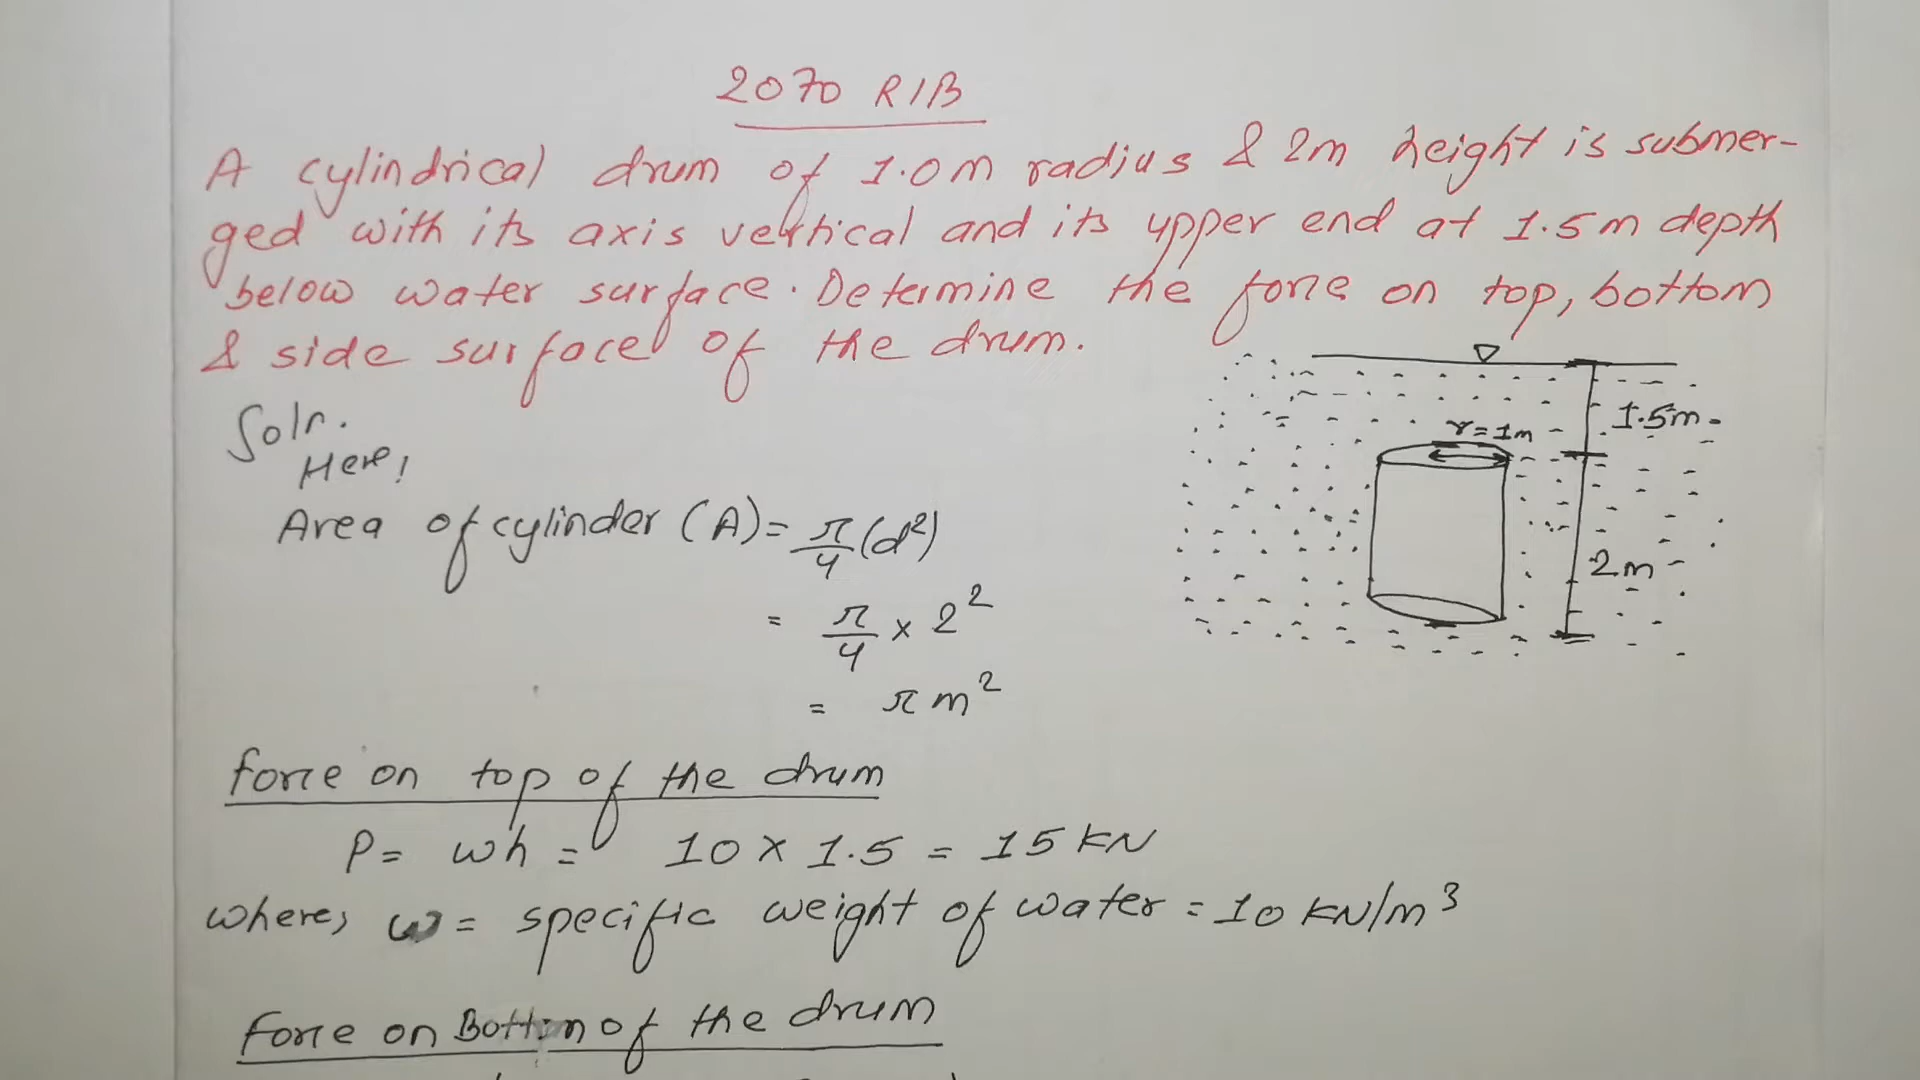 2070 R/B
A cylindrical drum of 1.0m radius & 2m height is submer-
ged with its axis vertical and its upper end at 1.5m depth
below water surface. Determine the force on top, bottom
& side surface of the drum.
r=1m
1.5m
2m
Soln.
Here,
Area of cylinder (A) = π/4 (d²)
= π/4 × 2²
= π m²
force on top of the drum
P = wh = 10 × 1.5 = 15 KN
where, w = specific weight of water = 10 KN/m³
Force on Bottom of the drum